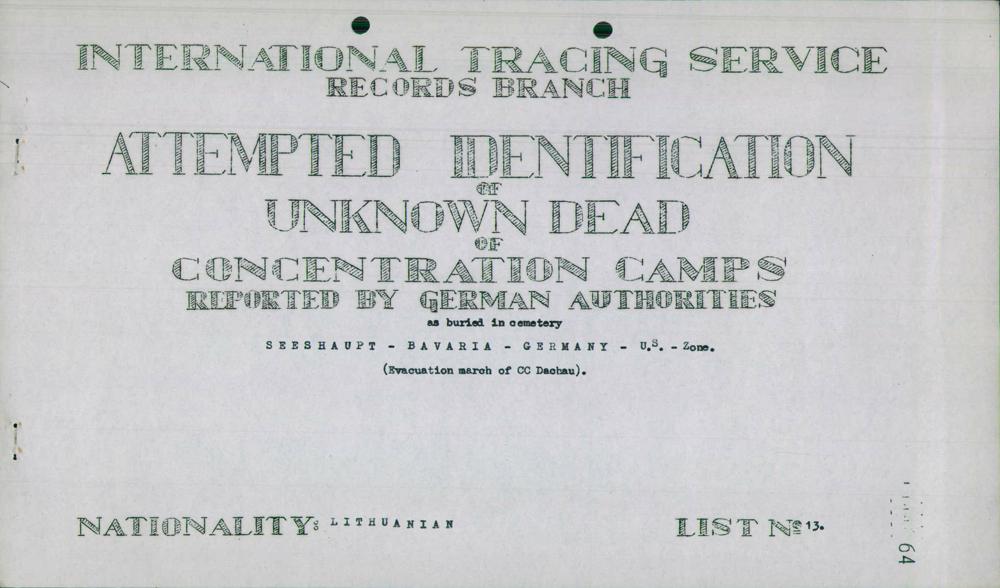 INTERNATIONAL TRACING SERVICE
RECORDS BRANCH
ATTEMPTED IDENTIFICATION
OF
UNKNOWN DEAD
OF
CONCENTRATION CAMPS
REPORTED BY GERMAN AUTHORITIES
as buried in cemetery
SEESHAUPT - BAVARIA - GERMANY - U.S. - Zone.
(Evacuation march of CC Dachau).
NATIONALITY: LITHUANIAN
LIST Nº 13.
64